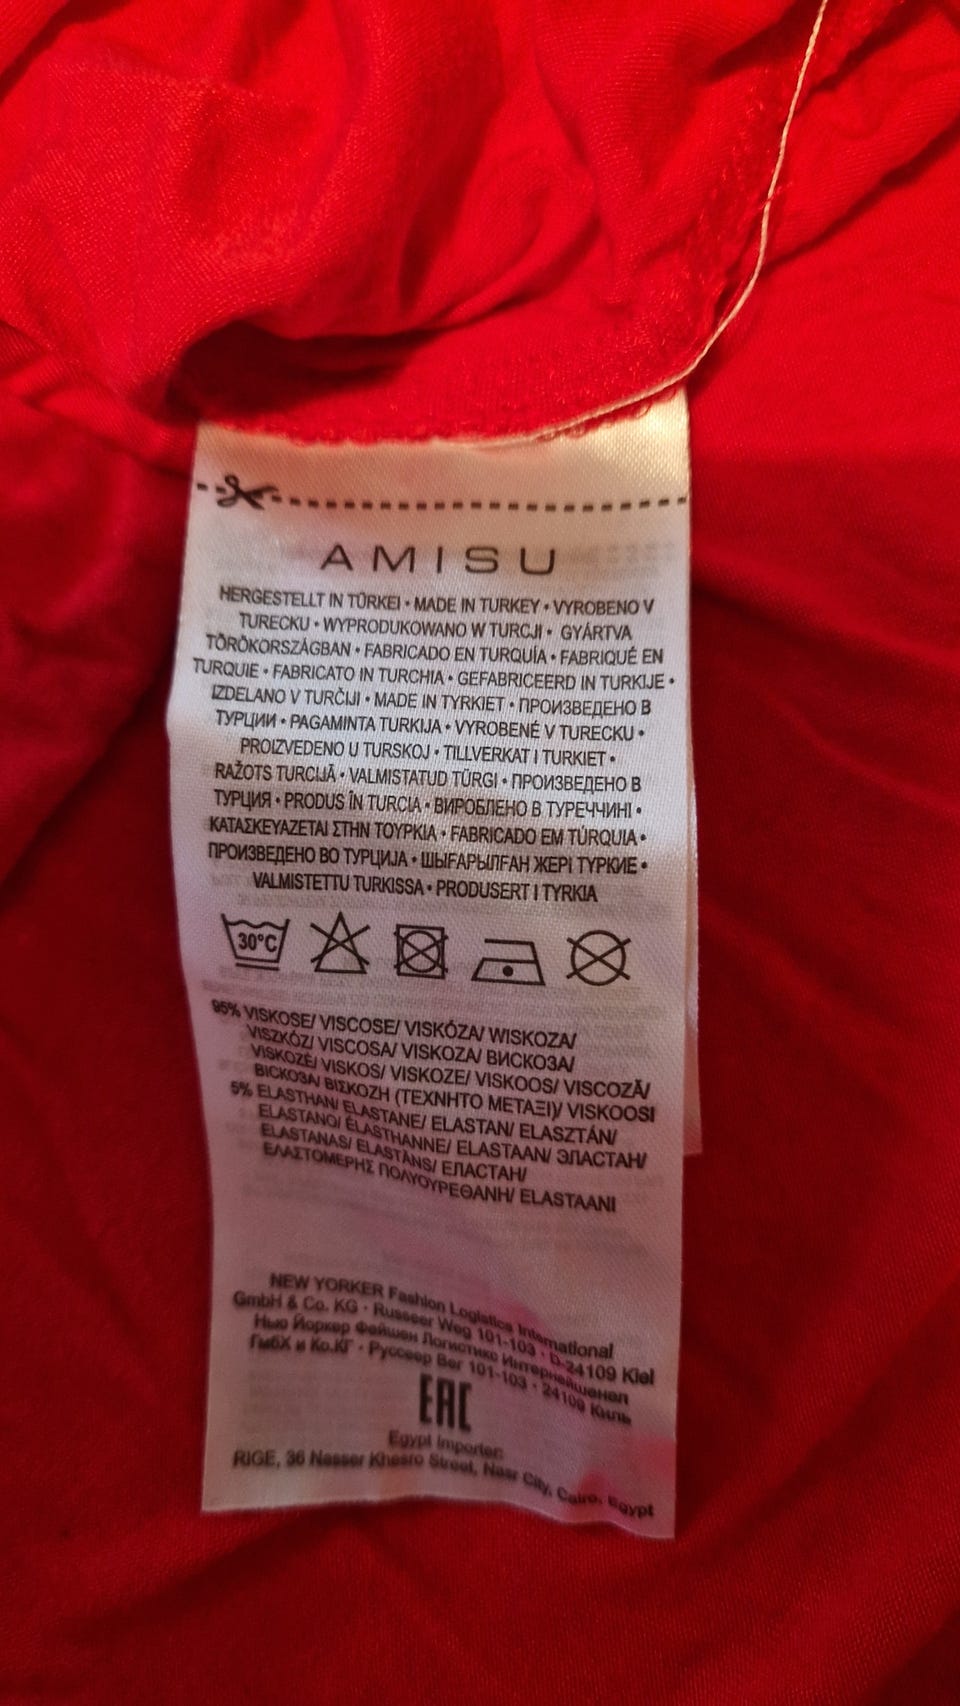 AMISU
HERGESTELLT IN TÜRKEI • MADE IN TURKEY • VYROBENO V
TURECKU • WYPRODUKOWANO W TURCJI • GYÁRTVA
TÖRÖKORSZÁGBAN • FABRICADO EN TURQUÍA • FABRIQUÉ EN
TURQUIE • FABRICATO IN TURCHIA • GEFABRICEERD IN TURKIJE •
IZDELANO V TURČIJI • MADE IN TYRKIET • ПРОИЗВЕДЕНО В
ТУРЦИИ • PAGAMINTA TURKIJA • VYROBENÉ V TURECKU •
PROIZVEDENO U TURSKOJ • TILLVERKAT I TURKIET •
RAŽOTS TURCIJĀ • VALMISTATUD TÜRGI • ПРОИЗВЕДЕНО В
ТУРЦИЯ • PRODUS ÎN TURCIA • ВИРОБЛЕНО В ТУРЕЧЧИНІ •
ΚΑΤΑΣΚΕΥΑΖΕΤΑΙ ΣΤΗΝ ΤΟΥΡΚΙΑ • FABRICADO EM TÚRQUIA •
ПРОИЗВЕДЕНО ВО ТУРЦИЈА • ШЫҒАРЫЛҒАН ЖЕРІ ТҮРКИЕ •
VALMISTETTU TURKISSA • PRODUSERT I TYRKIA
30°C
95% VISKOSE/ VISCOSE/ VISKÓZA/ WISKOZA/
VISZKÓZ/ VISCOSA/ VISKOZA/ ВИСКОЗА/
VISKOZĖ/ VISKOS/ VISKOZE/ VISKOOS/ VISCOZĂ/
ВІСКОЗА/ ΒΙΣΚΟΖΗ (ΤΕΧΝΗΤΟ ΜΕΤΑΞΙ)/ VISKOOSI
5% ELASTHAN/ ELASTANE/ ELASTAN/ ELASZTÁN/
ELASTANO/ ÉLASTHANNE/ ELASTAAN/ ЭЛАСТАН/
ELASTANAS/ ELASTĀNS/ ЕЛАСТАН/
ΕΛΑΣΤΟΜΕΡΗΣ ΠΟΛΥΟΥΡΕΘΑΝΗ/ ELASTAANI
NEW YORKER Fashion Logistics International
GmbH & Co. KG • Russeer Weg 101-103 • D-24109 Kiel
Нью Йоркер Фейшен Логистикс Интернейшенел
ГмбХ и Ко.КГ • Руссеер Вег 101-103 • 24109 Киль
EAC
Egypt Importer:
RIGE, 36 Nasser Khesro Street, Nasr City, Cairo, Egypt